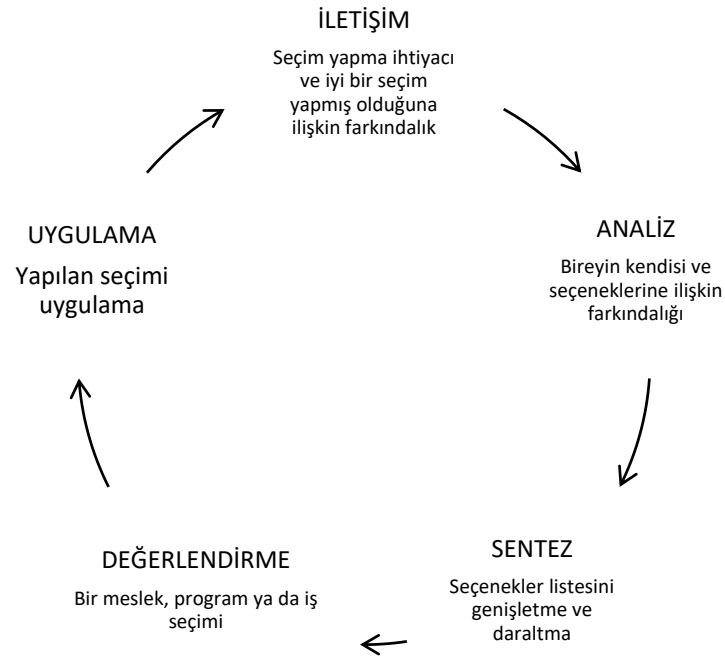 İLETİŞİM
Seçim yapma ihtiyacı
ve iyi bir seçim
yapmış olduğuna
ilişkin farkındalık
ANALİZ
Bireyin kendisi ve
seçeneklerine ilişkin
farkındalığı
SENTEZ
Seçenekler listesini
genişletme ve
daraltma
DEĞERLENDİRME
Bir meslek, program ya da iş
seçimi
UYGULAMA
Yapılan seçimi
uygulama